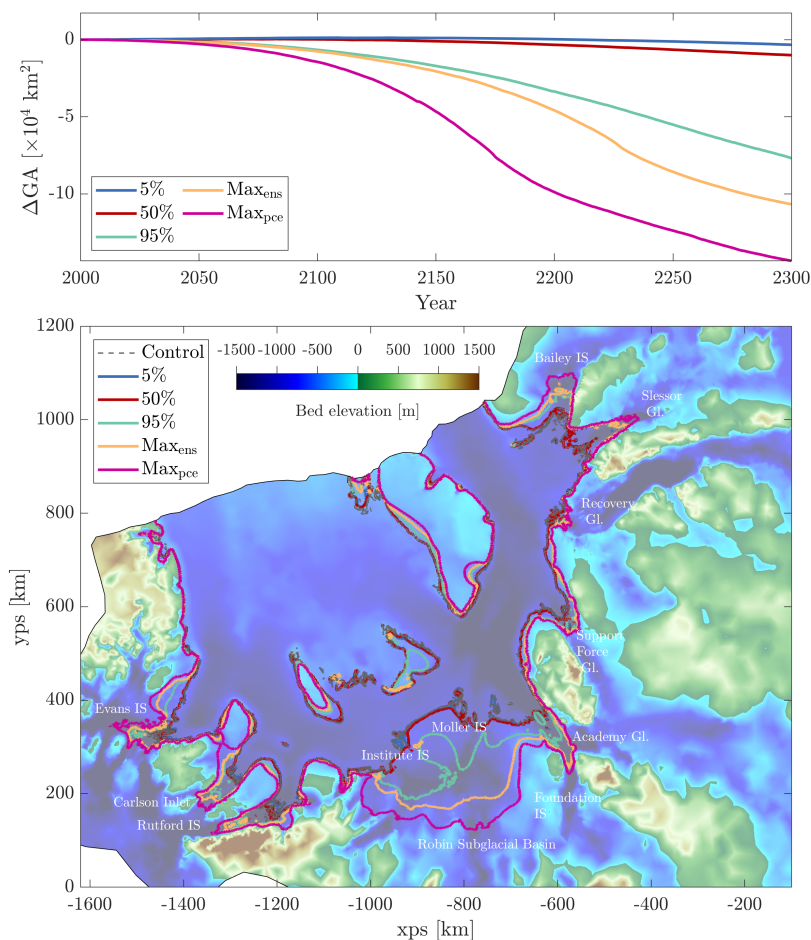 0
-5
-10
ΔGA [×10⁴ km²]
5%
50%
95%
Max_ens
Max_pce
2000
2050
2100
2150
2200
2250
2300
Year
1200
1000
800
600
400
200
0
yps [km]
Control
5%
50%
95%
Max_ens
Max_pce
-1500
-1000
-500
0
500
1000
1500
Bed elevation [m]
Bailey IS
Slessor
Gl.
Recovery
Gl.
Support
Force
Gl.
Evans IS
Moller IS
Academy Gl.
Institute IS
Carlson Inlet
Foundation
IS
Rutford IS
Robin Subglacial Basin
-1600
-1400
-1200
-1000
-800
-600
-400
-200
xps [km]